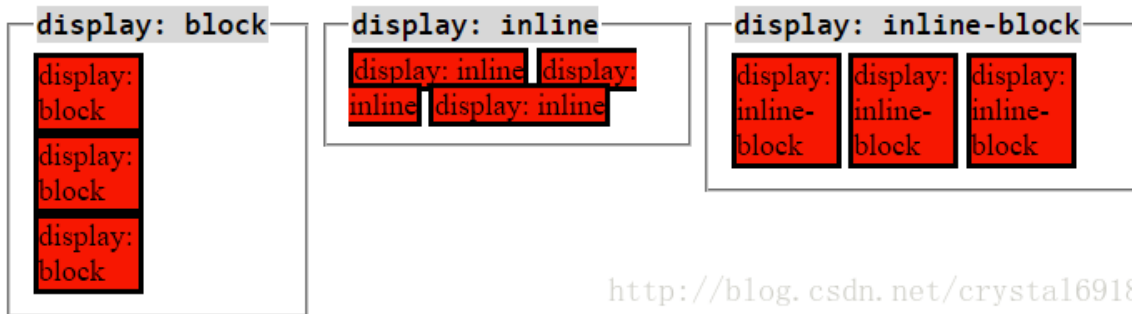 display: block
display:
block
display:
block
display:
block
display: inline
display: inline display:
inline display: inline
display: inline-block
display: display: display:
inline- inline- inline-
block block block
http://blog.csdn.net/crystal6918